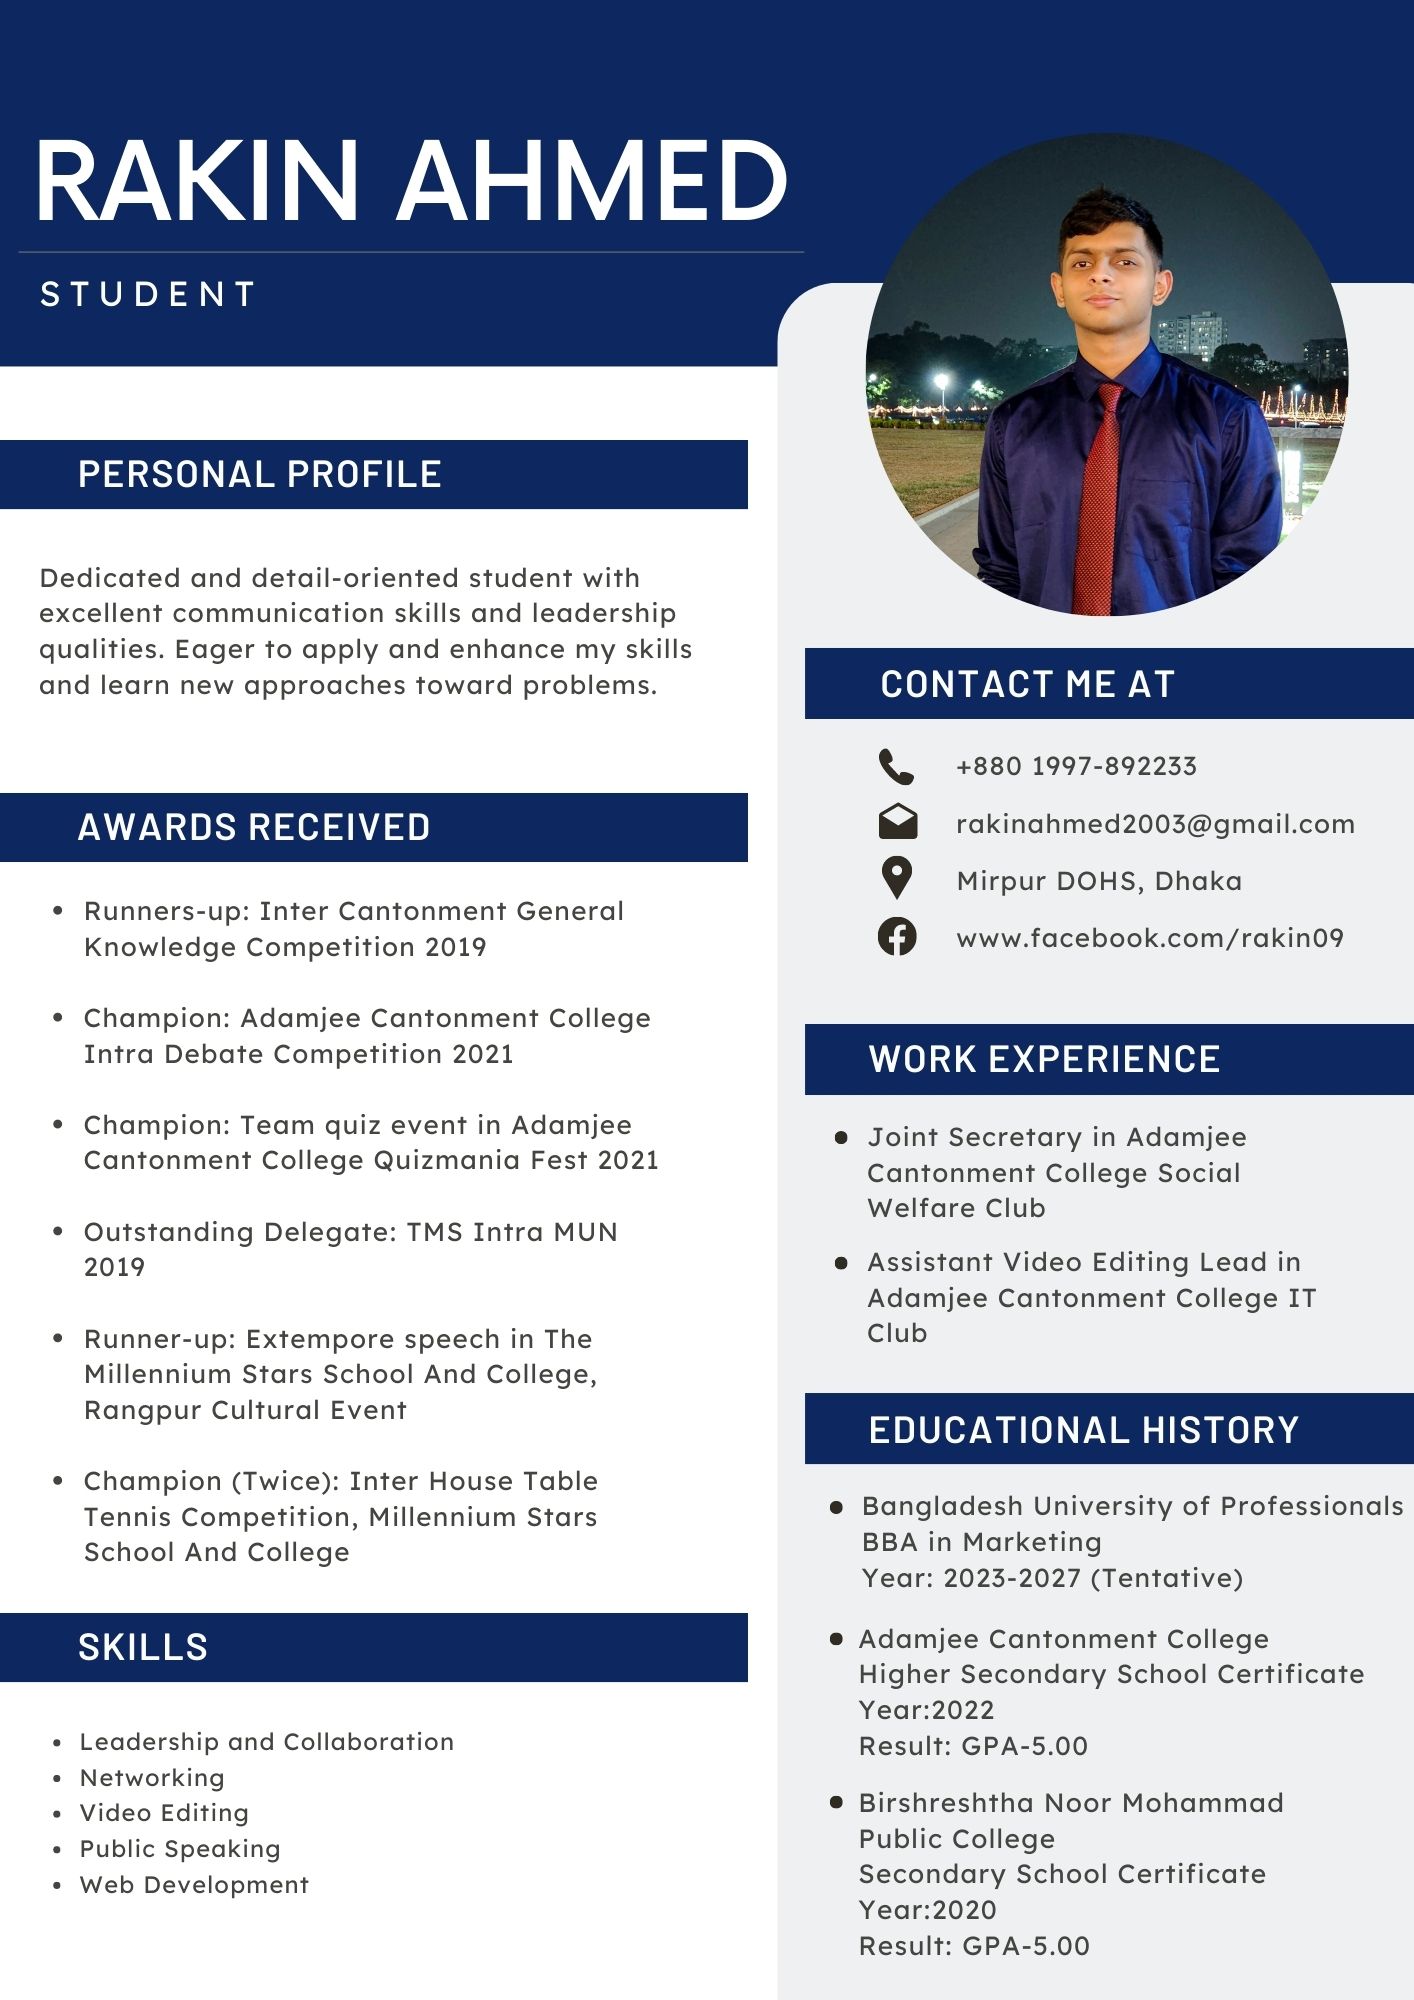 RAKIN AHMED
STUDENT
PERSONAL PROFILE
Dedicated and detail-oriented student with
excellent communication skills and leadership
qualities. Eager to apply and enhance my skills
and learn new approaches toward problems.
AWARDS RECEIVED
• Runners-up: Inter Cantonment General
Knowledge Competition 2019
• Champion: Adamjee Cantonment College
Intra Debate Competition 2021
• Champion: Team quiz event in Adamjee
Cantonment College Quizmania Fest 2021
• Outstanding Delegate: TMS Intra MUN
2019
• Runner-up: Extempore speech in The
Millennium Stars School And College,
Rangpur Cultural Event
• Champion (Twice): Inter House Table
Tennis Competition, Millennium Stars
School And College
SKILLS
• Leadership and Collaboration
• Networking
• Video Editing
• Public Speaking
• Web Development
CONTACT ME AT
+880 1997-892233
rakinahmed2003@gmail.com
Mirpur DOHS, Dhaka
www.facebook.com/rakin09
WORK EXPERIENCE
• Joint Secretary in Adamjee
Cantonment College Social
Welfare Club
• Assistant Video Editing Lead in
Adamjee Cantonment College IT
Club
EDUCATIONAL HISTORY
• Bangladesh University of Professionals
BBA in Marketing
Year: 2023-2027 (Tentative)
• Adamjee Cantonment College
Higher Secondary School Certificate
Year:2022
Result: GPA-5.00
• Birshreshtha Noor Mohammad
Public College
Secondary School Certificate
Year:2020
Result: GPA-5.00